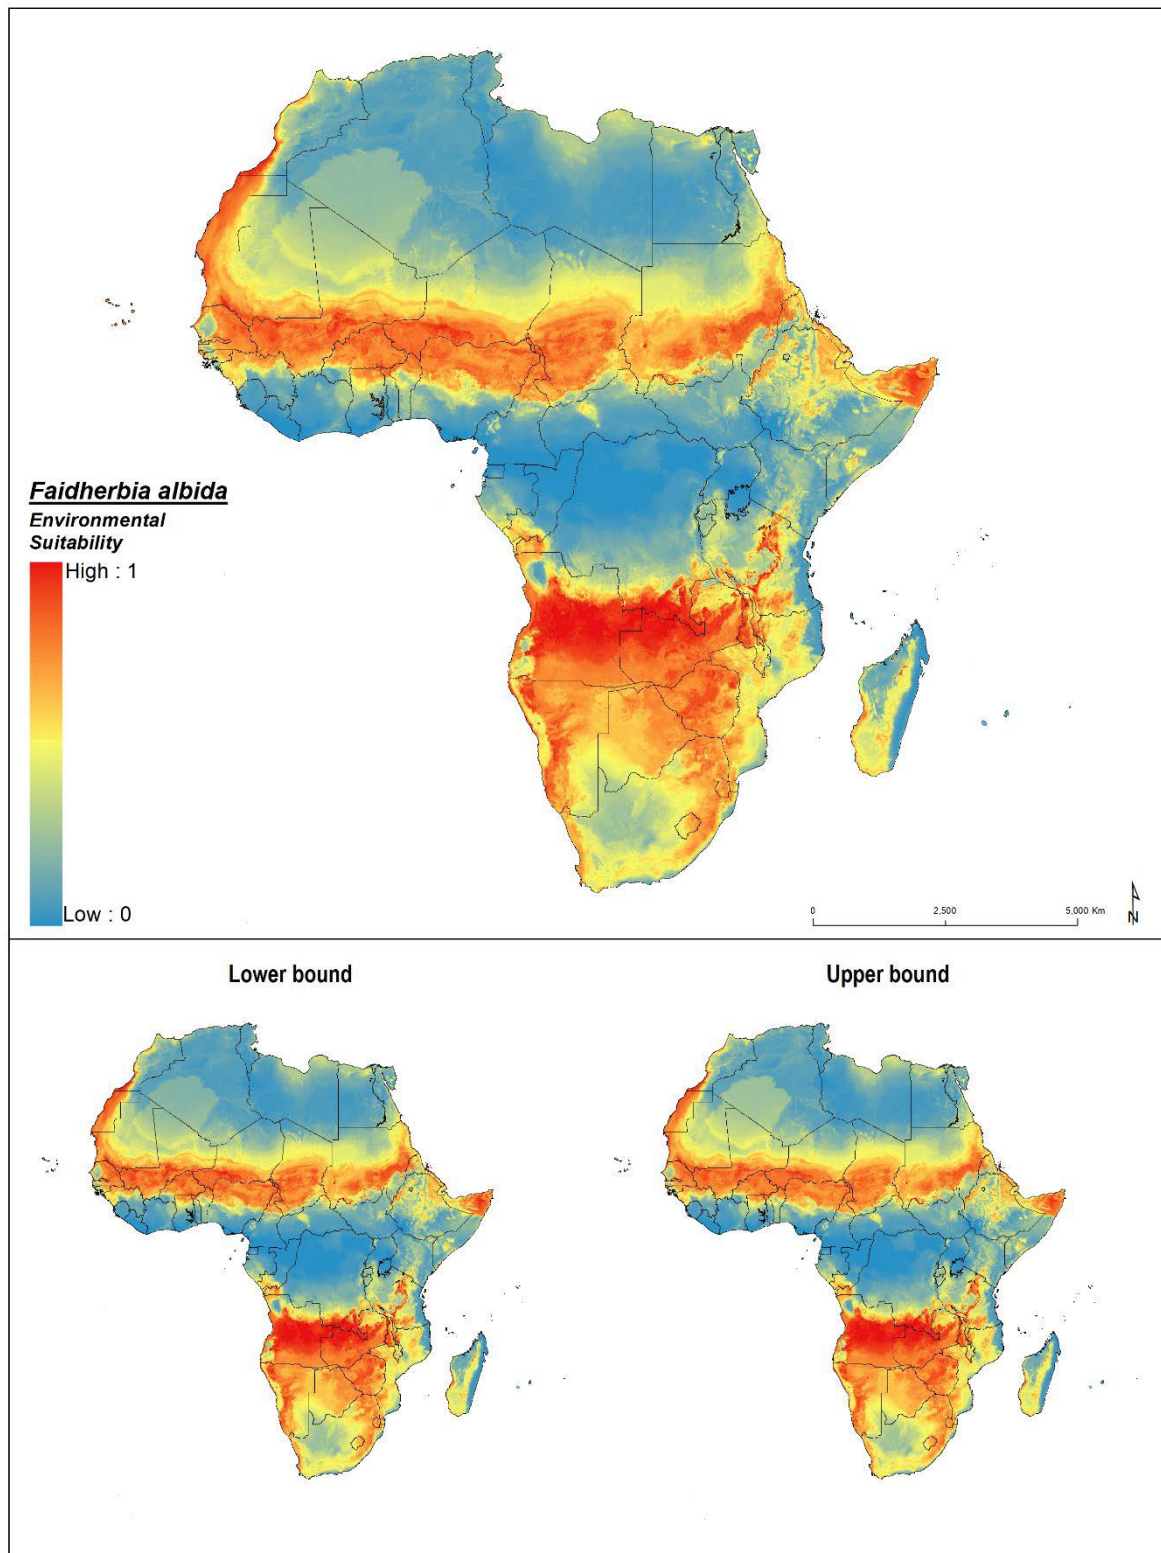 Faidherbia albida
Environmental
Suitability
High : 1
Low : 0
0 2,500 5,000 Km
N
Lower bound
Upper bound